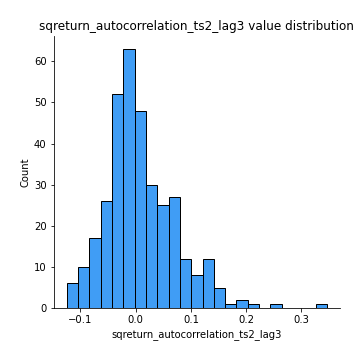 sqreturn_autocorrelation_ts2_lag3 value distribution
60
50
40
30
20
10
0
Count
−0.1 0.0 0.1 0.2 0.3
sqreturn_autocorrelation_ts2_lag3